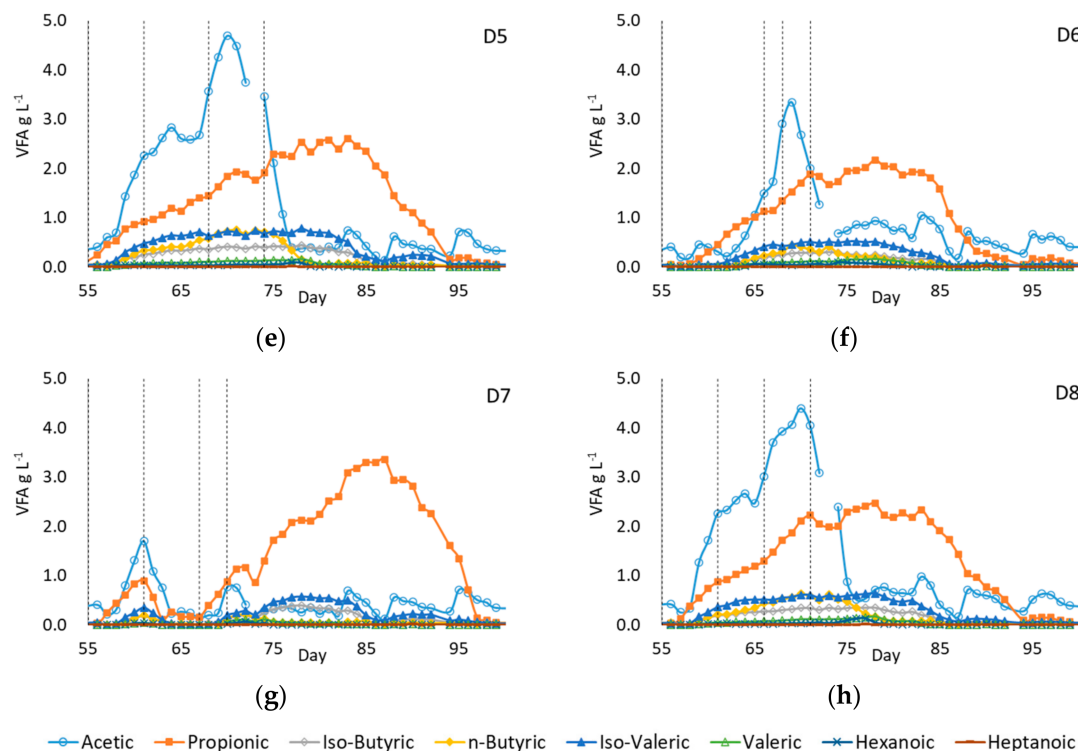 D5
VFA g L⁻¹
5.0
4.0
3.0
2.0
1.0
0.0
55 65 75 85 95
Day
(e)
D6
VFA g L⁻¹
5.0
4.0
3.0
2.0
1.0
0.0
55 65 75 85 95
Day
(f)
D7
VFA g L⁻¹
5.0
4.0
3.0
2.0
1.0
0.0
55 65 75 85 95
Day
(g)
D8
VFA g L⁻¹
5.0
4.0
3.0
2.0
1.0
0.0
55 65 75 85 95
Day
(h)
Acetic Propionic Iso-Butyric n-Butyric Iso-Valeric Valeric Hexanoic Heptanoic